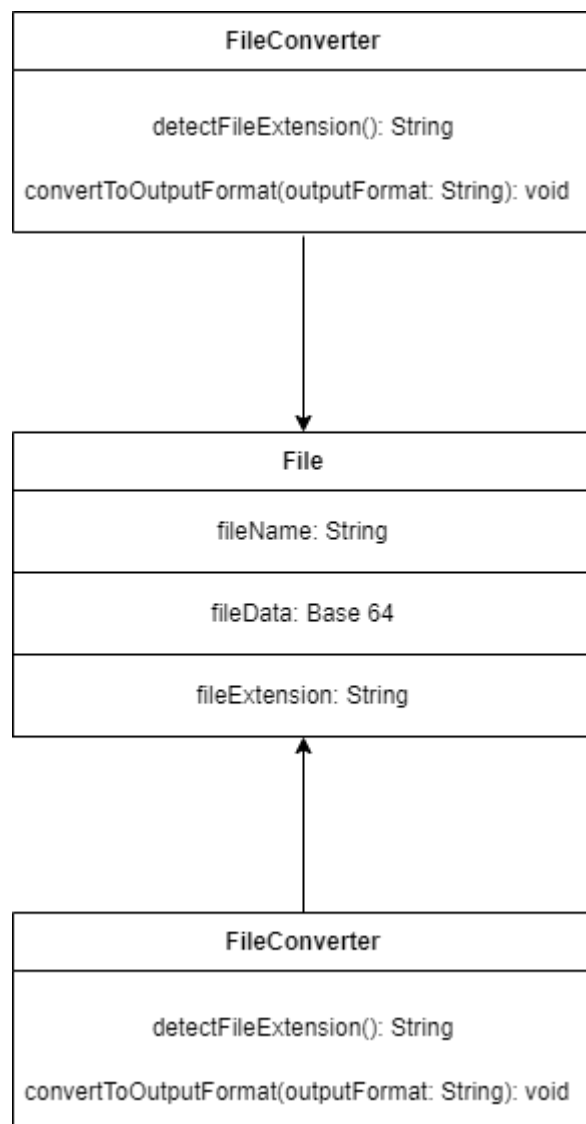 FileConverter
detectFileExtension(): String
convertToOutputFormat(outputFormat: String): void
File
fileName: String
fileData: Base 64
fileExtension: String
FileConverter
detectFileExtension(): String
convertToOutputFormat(outputFormat: String): void